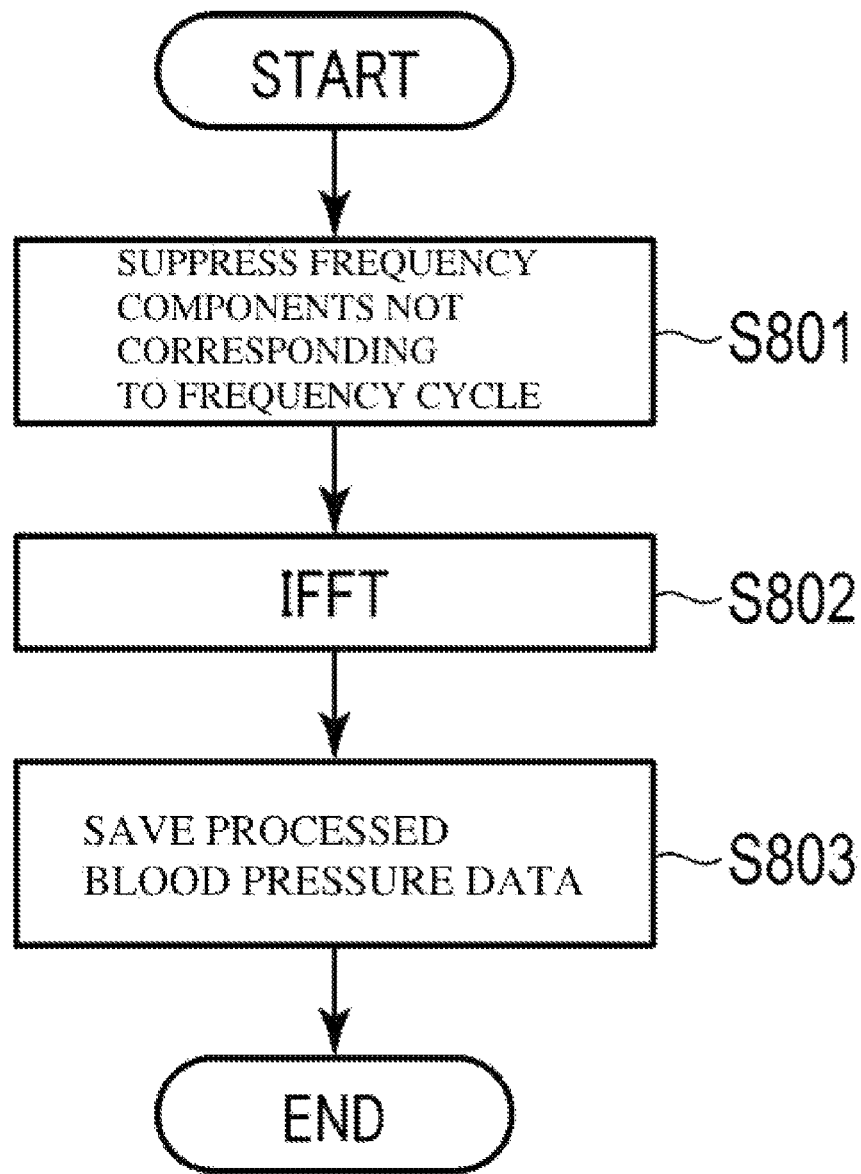 START
SUPPRESS FREQUENCY
COMPONENTS NOT
CORRESPONDING
TO FREQUENCY CYCLE
S801
IFFT
S802
SAVE PROCESSED
BLOOD PRESSURE DATA
S803
END